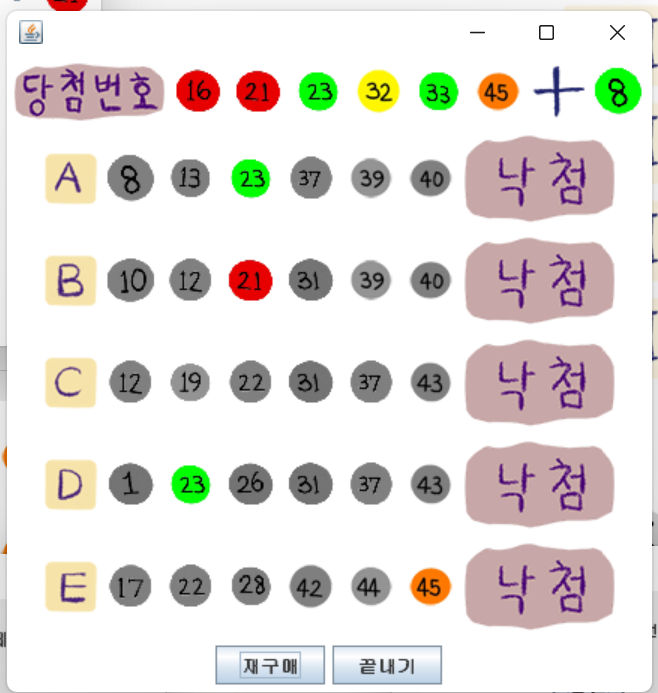 당첨번호 16 21 23 32 33 45 + 8
A 8 13 23 37 39 40 낙첨
B 10 12 21 31 39 40 낙첨
C 12 19 22 31 37 43 낙첨
D 1 23 26 31 37 43 낙첨
E 17 22 28 42 44 45 낙첨
재구매 끝내기